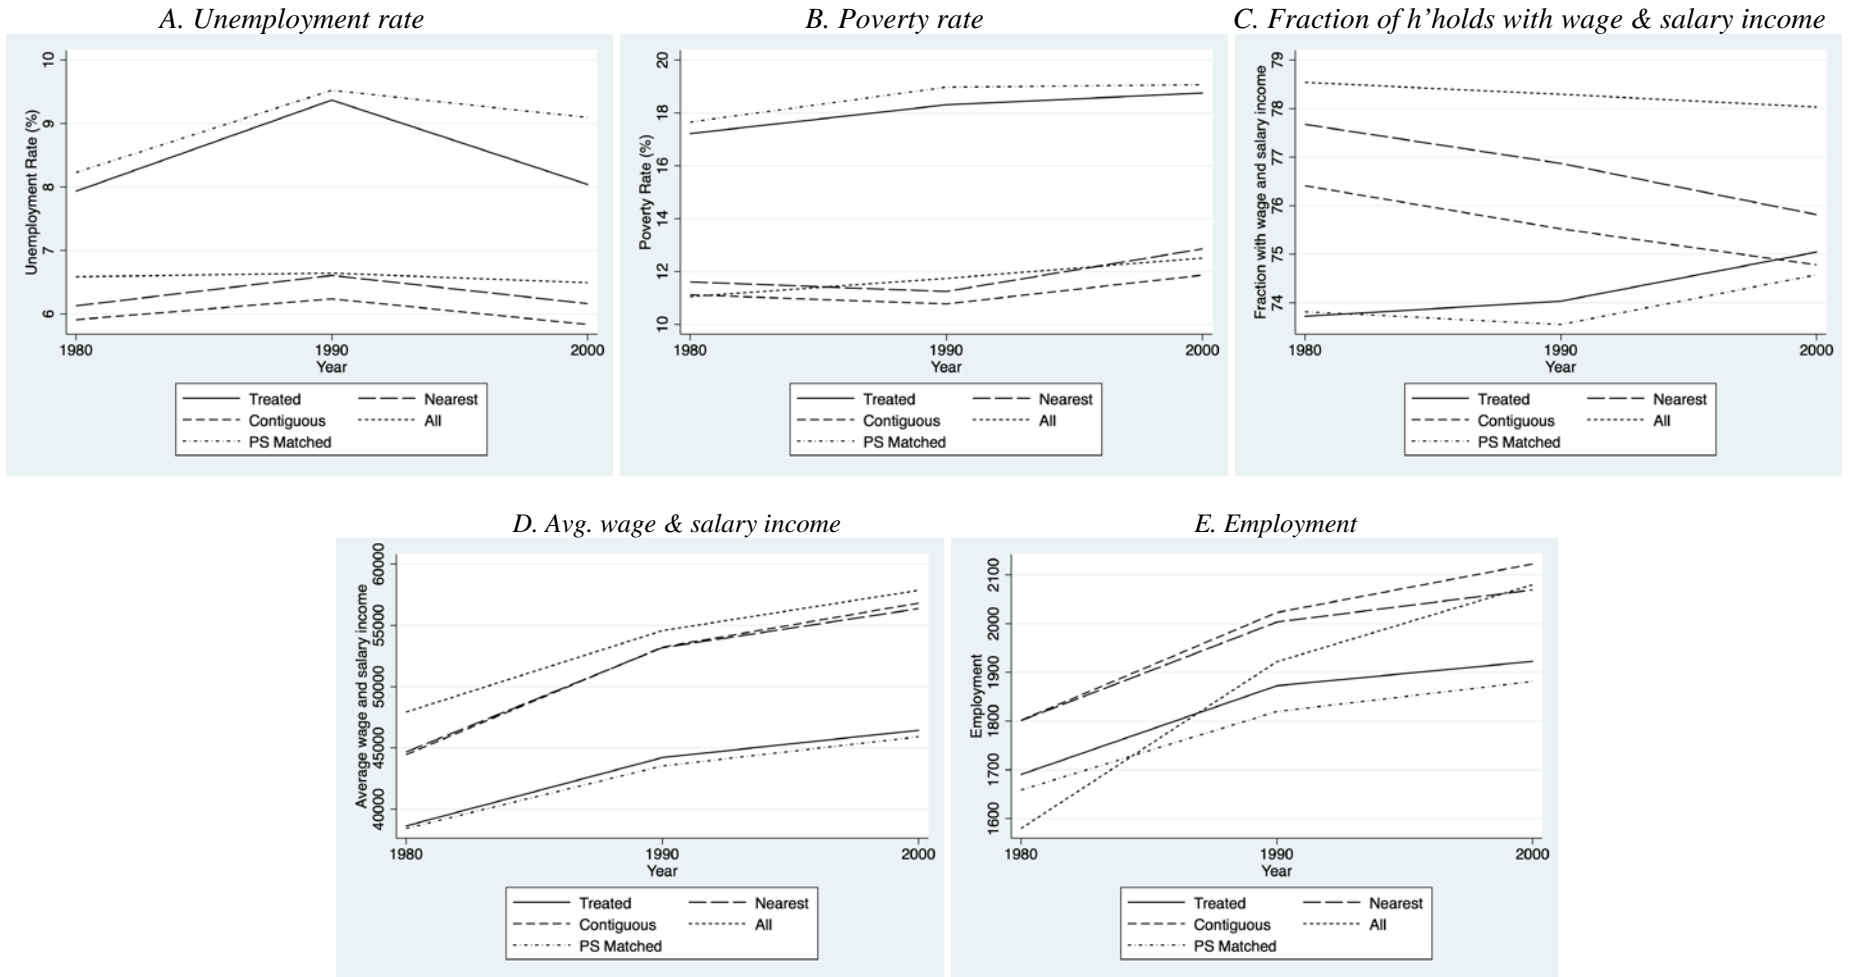 A. Unemployment rate
Unemployment Rate (%)
10
9
8
7
6
1980
1990
2000
Year
Treated
Nearest
Contiguous
All
PS Matched
B. Poverty rate
Poverty Rate (%)
20
18
16
14
12
10
1980
1990
2000
Year
Treated
Nearest
Contiguous
All
PS Matched
C. Fraction of h’holds with wage & salary income
Fraction with wage and salary income
79
78
77
76
75
74
1980
1990
2000
Year
Treated
Nearest
Contiguous
All
PS Matched
D. Avg. wage & salary income
Average wage and salary income
60000
55000
50000
45000
40000
1980
1990
2000
Year
Treated
Nearest
Contiguous
All
PS Matched
E. Employment
Employment
2100
2000
1900
1800
1700
1600
1980
1990
2000
Year
Treated
Nearest
Contiguous
All
PS Matched